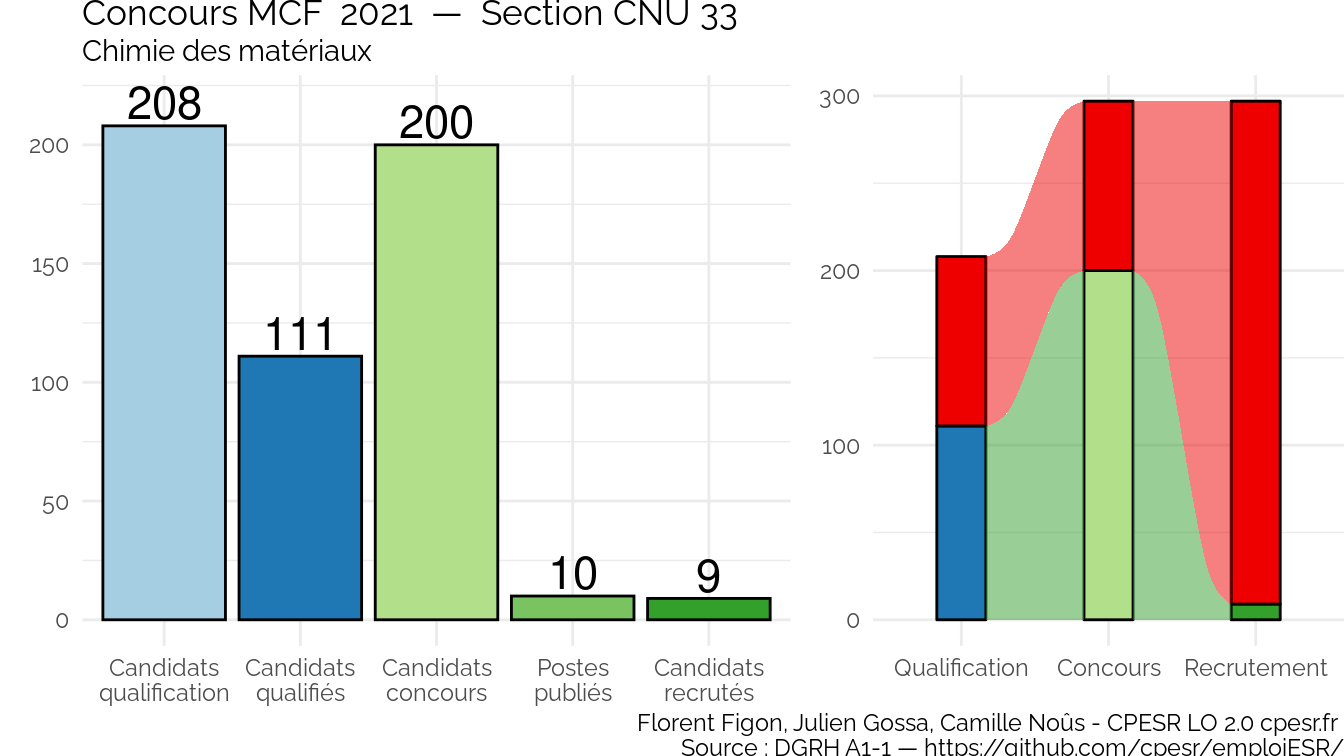 Concours MCF 2021 — Section CNU 33
Chimie des matériaux
208
200
111
10
9
200
150
100
50
0
Candidats qualification
Candidats qualifiés
Candidats concours
Postes publiés
Candidats recrutés
300
200
100
0
Qualification
Concours
Recrutement
Florent Figon, Julien Gossa, Camille Noûs - CPESR LO 2.0 cpesr.fr
Source : DGRH A1-1 — https://github.com/cpesr/emploiESR/